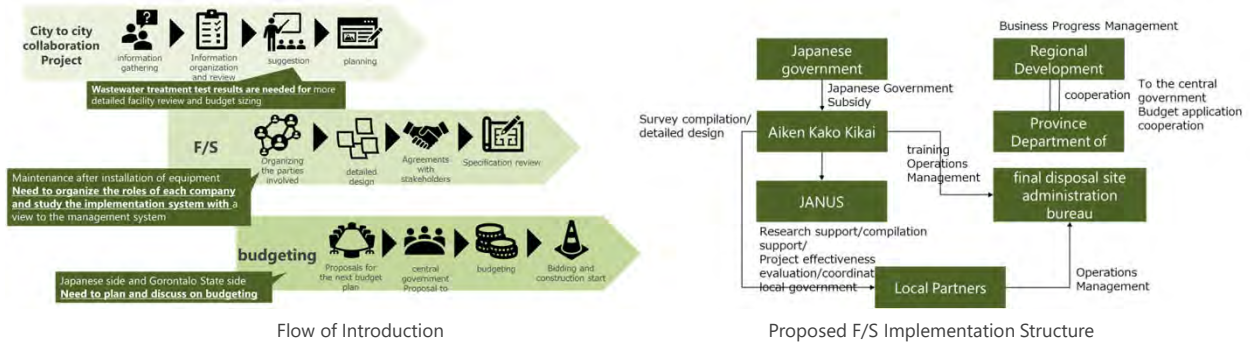 City to city
collaboration
Project
information
gathering
Information
organization
and review
suggestion
planning
Wastewater treatment test results are needed for more
detailed facility review and budget sizing
F/S
Organizing
the parties
involved
detailed
design
Agreements
with
stakeholders
Specification review
Maintenance after installation of equipment
Need to organize the roles of each company
and study the implementation system with a
view to the management system
budgeting
Proposals for
the next budget
plan
central
government
Proposal to
budgeting
Bidding and
construction start
Japanese side and Gorontalo State side
Need to plan and discuss on budgeting
Flow of Introduction
Business Progress Management
Japanese
government
Regional
Development
Japanese Government
Subsidy
cooperation
To the central
government
Budget application
cooperation
Survey compilation/
detailed design
Aiken Kako Kikai
Province
Department of
training
Operations
Management
JANUS
final disposal site
administration
bureau
Research support/compilation
support/
Project effectiveness
evaluation/coordinat
local government
Local Partners
Operations
Management
Proposed F/S Implementation Structure